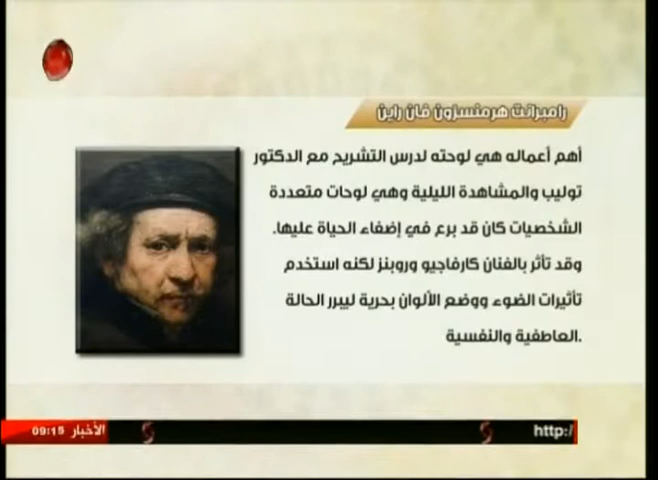 رامبرانت هرمنسزون فان راين
أهم أعماله هي لوحته لدرس التشريح مع الدكتور
توليب والمشاهدة الليلية وهي لوحات متعددة
الشخصيات كان قد برع في إضفاء الحياة عليها.
وقد تأثر بالفنان كارفاجيو وروبنز لكنه استخدم
تأثيرات الضوء ووضع الألوان بحرية ليبرر الحالة
.العاطفية والنفسية
الأخبار 09:15
http:/